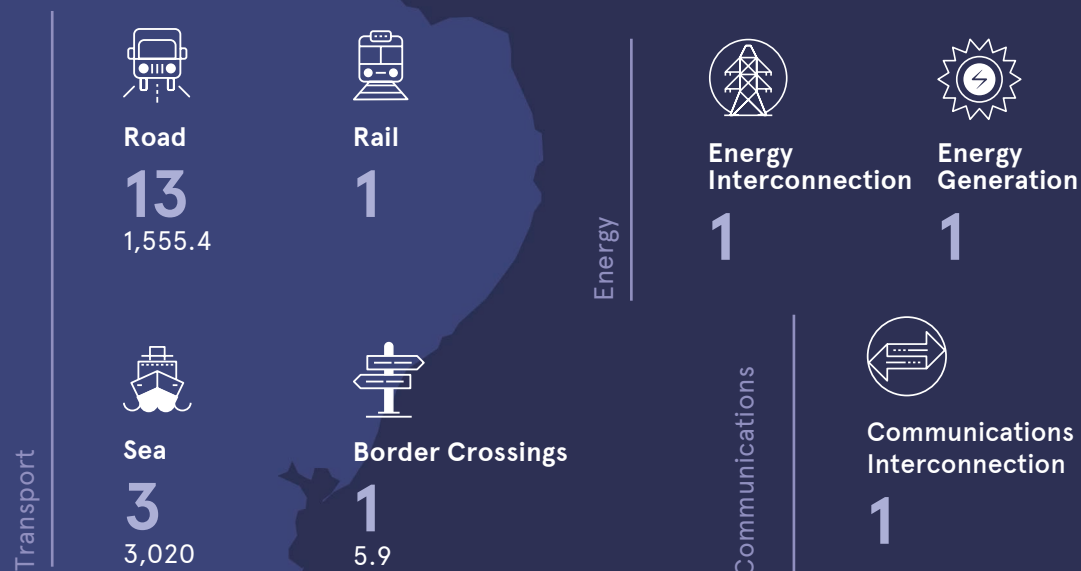 Transport
Road
13
1,555.4
Rail
1
Sea
3
3,020
Border Crossings
1
5.9
Energy
Energy
Interconnection
1
Energy
Generation
1
Communications
Communications
Interconnection
1